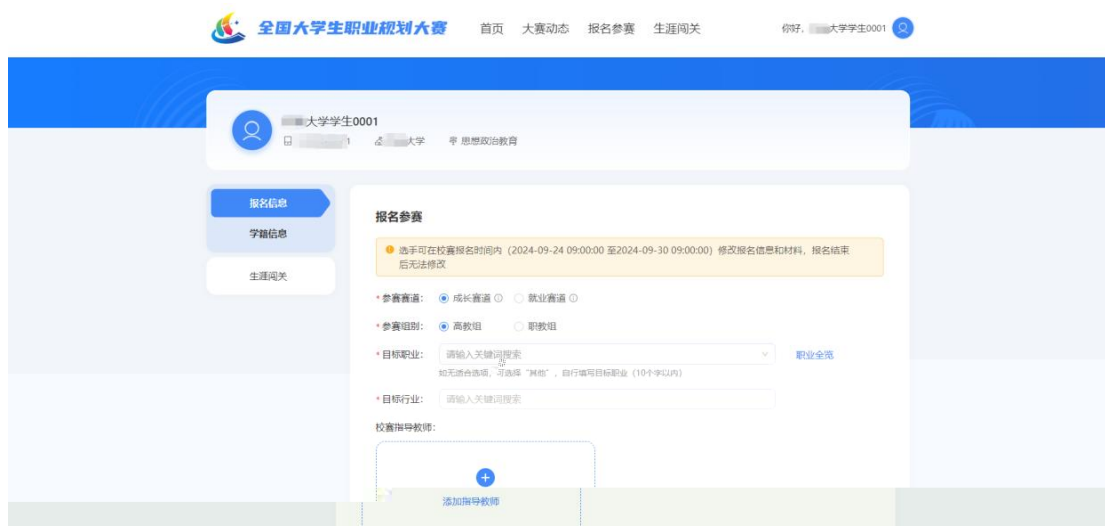 全国大学生职业规划大赛 首页 大赛动态 报名参赛 生涯闯关 你好, 大学学生0001
大学学生0001
1 大学 思想政治教育
报名信息
学籍信息
生涯闯关
报名参赛
选手可在校赛报名时间内（2024-09-24 09:00:00 至2024-09-30 09:00:00）修改报名信息和材料，报名结束
后无法修改
* 参赛赛道： 成长赛道 就业赛道
* 参赛组别： 高教组 职教组
* 目标职业： 请输入关键词搜索 职业全览
如无适合选项，可选择“其他”，自行填写目标职业（10个字以内）
* 目标行业： 请输入关键词搜索
校赛指导教师：
添加指导教师